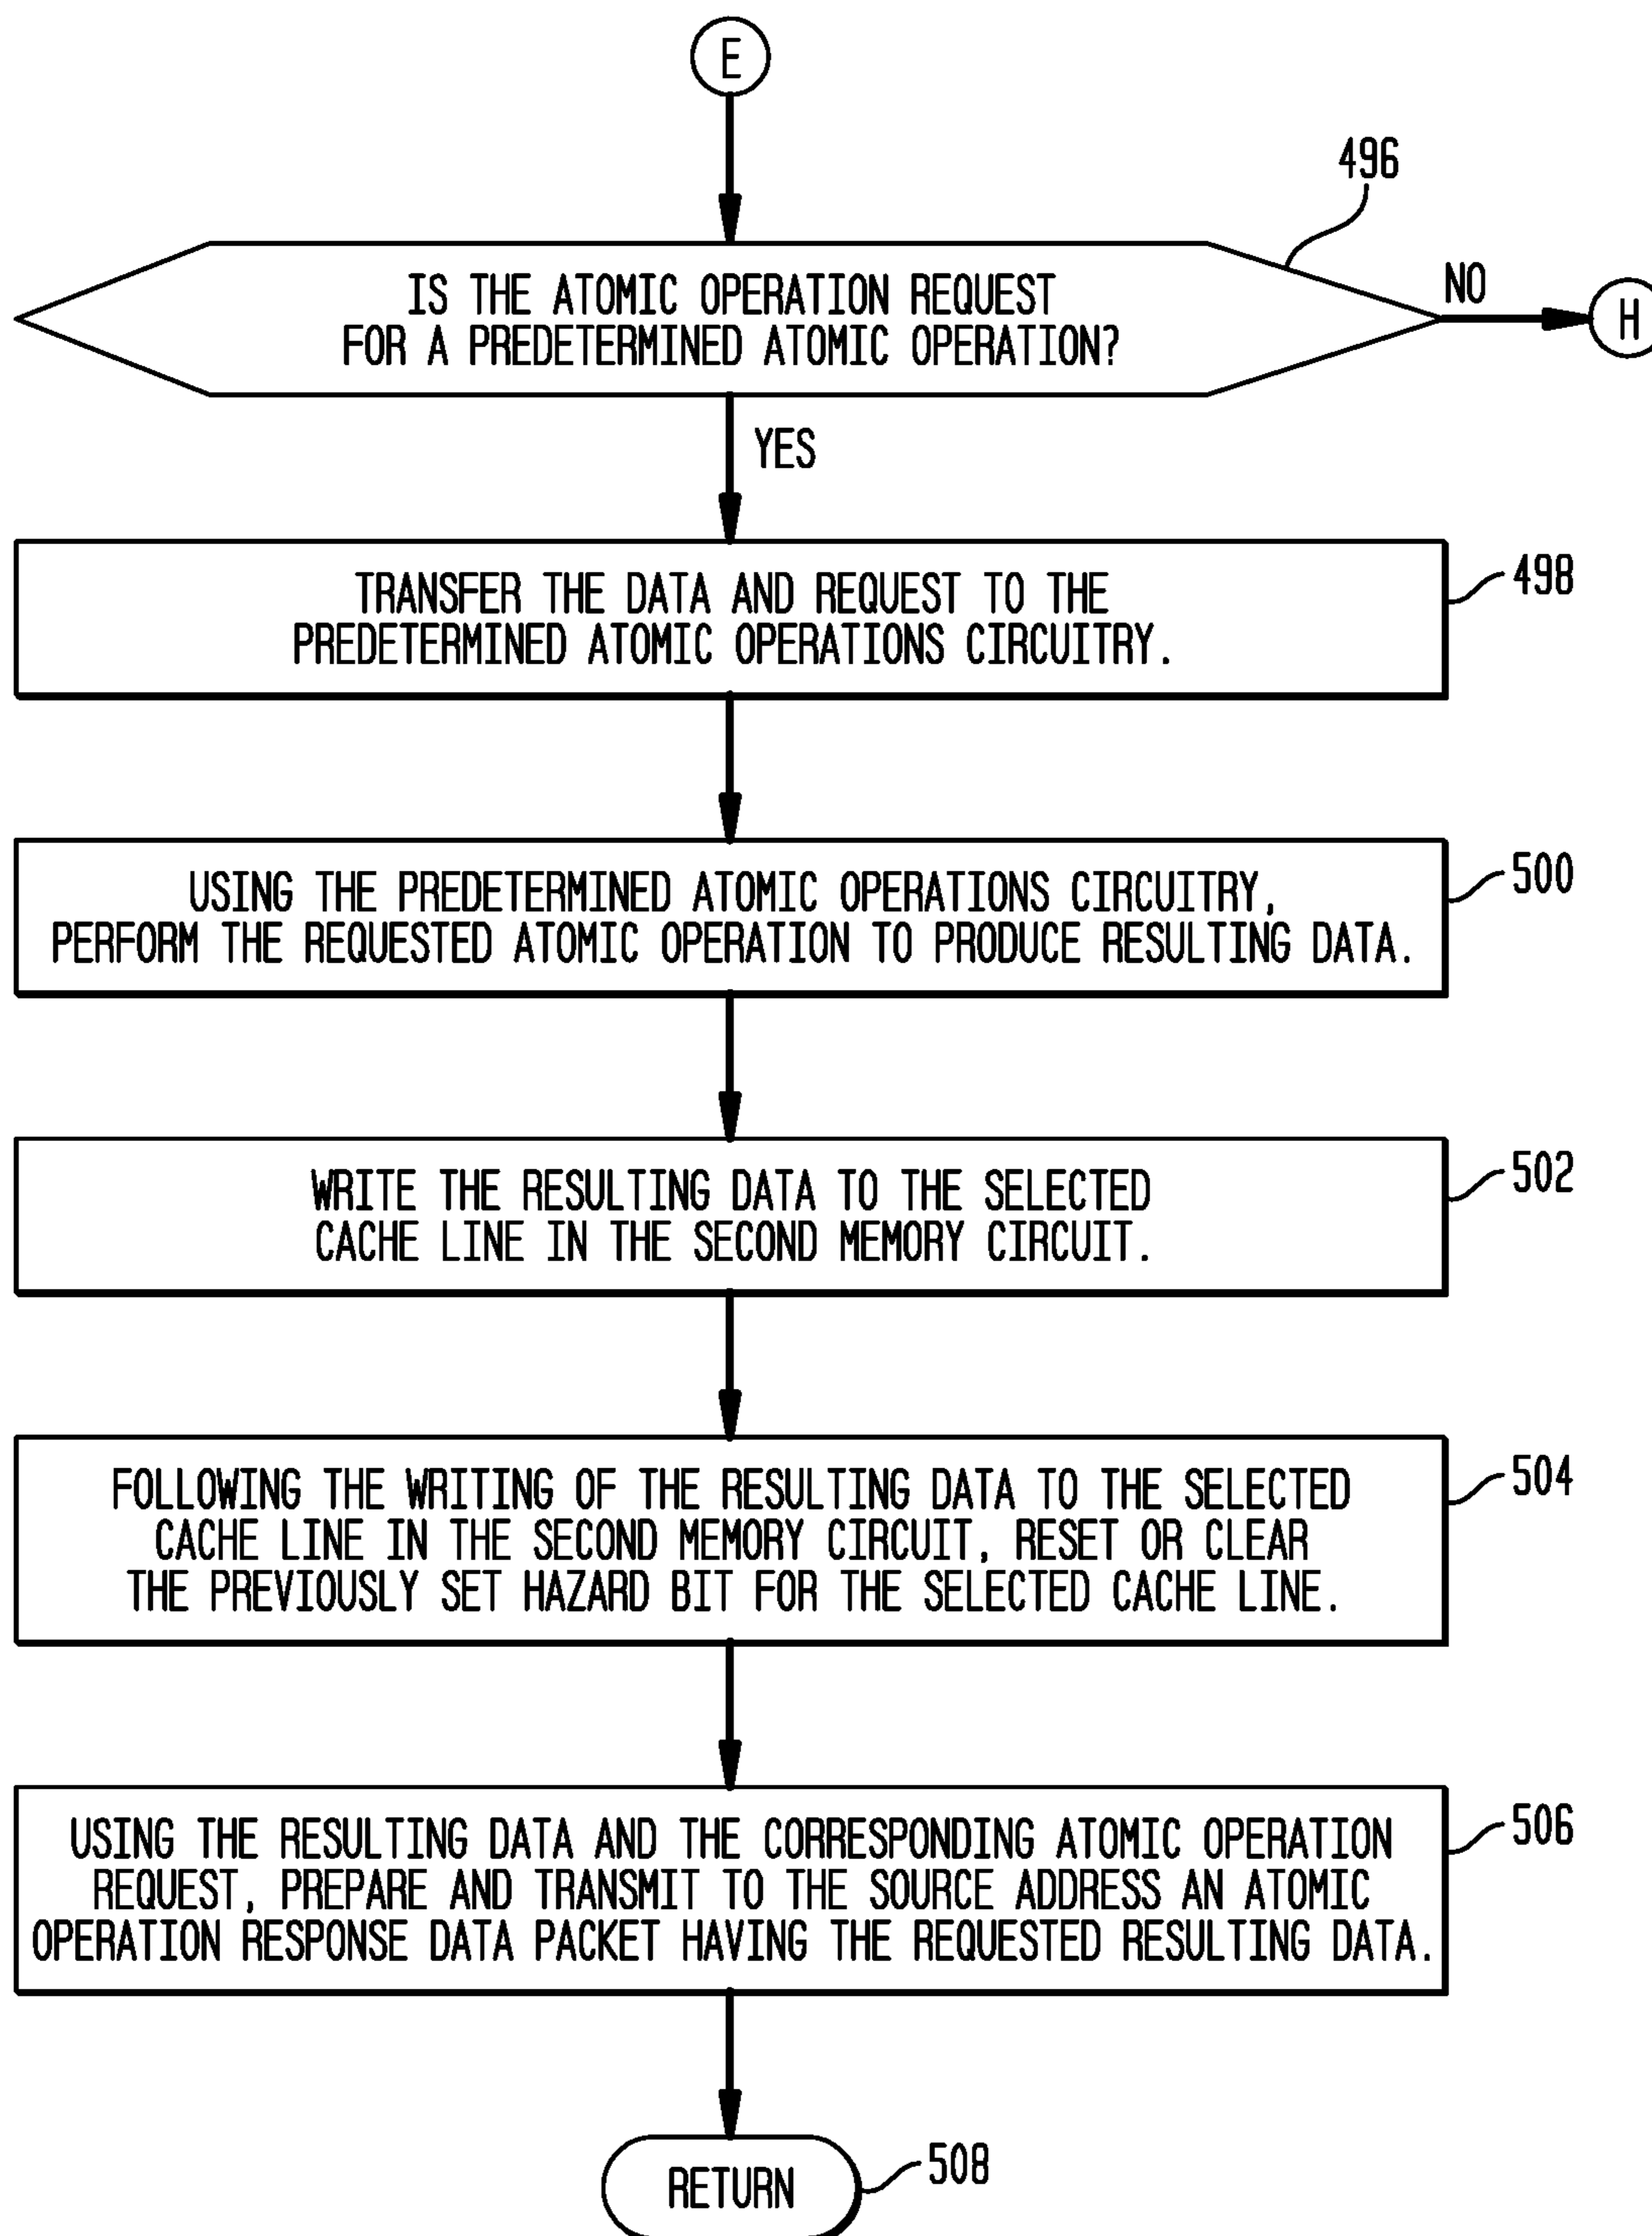 E
496
IS THE ATOMIC OPERATION REQUEST
FOR A PREDETERMINED ATOMIC OPERATION?
NO
H
YES
498
TRANSFER THE DATA AND REQUEST TO THE
PREDETERMINED ATOMIC OPERATIONS CIRCUITRY.
500
USING THE PREDETERMINED ATOMIC OPERATIONS CIRCUITRY,
PERFORM THE REQUESTED ATOMIC OPERATION TO PRODUCE RESULTING DATA.
502
WRITE THE RESULTING DATA TO THE SELECTED
CACHE LINE IN THE SECOND MEMORY CIRCUIT.
504
FOLLOWING THE WRITING OF THE RESULTING DATA TO THE SELECTED
CACHE LINE IN THE SECOND MEMORY CIRCUIT, RESET OR CLEAR
THE PREVIOUSLY SET HAZARD BIT FOR THE SELECTED CACHE LINE.
506
USING THE RESULTING DATA AND THE CORRESPONDING ATOMIC OPERATION
REQUEST, PREPARE AND TRANSMIT TO THE SOURCE ADDRESS AN ATOMIC
OPERATION RESPONSE DATA PACKET HAVING THE REQUESTED RESULTING DATA.
508
RETURN